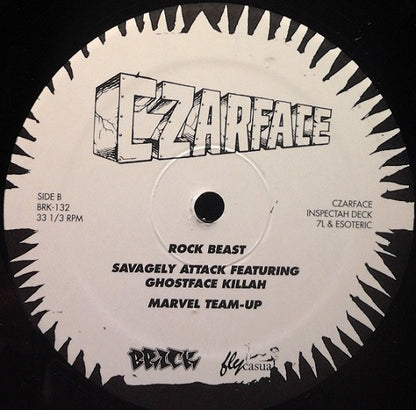 CZARFACE
SIDE B
BRK-132
33 1/3 RPM
CZARFACE
INSPECTAH DECK
7L & ESOTERIC
ROCK BEAST
SAVAGELY ATTACK FEATURING
GHOSTFACE KILLAH
MARVEL TEAM-UP
BRICK
fly casual